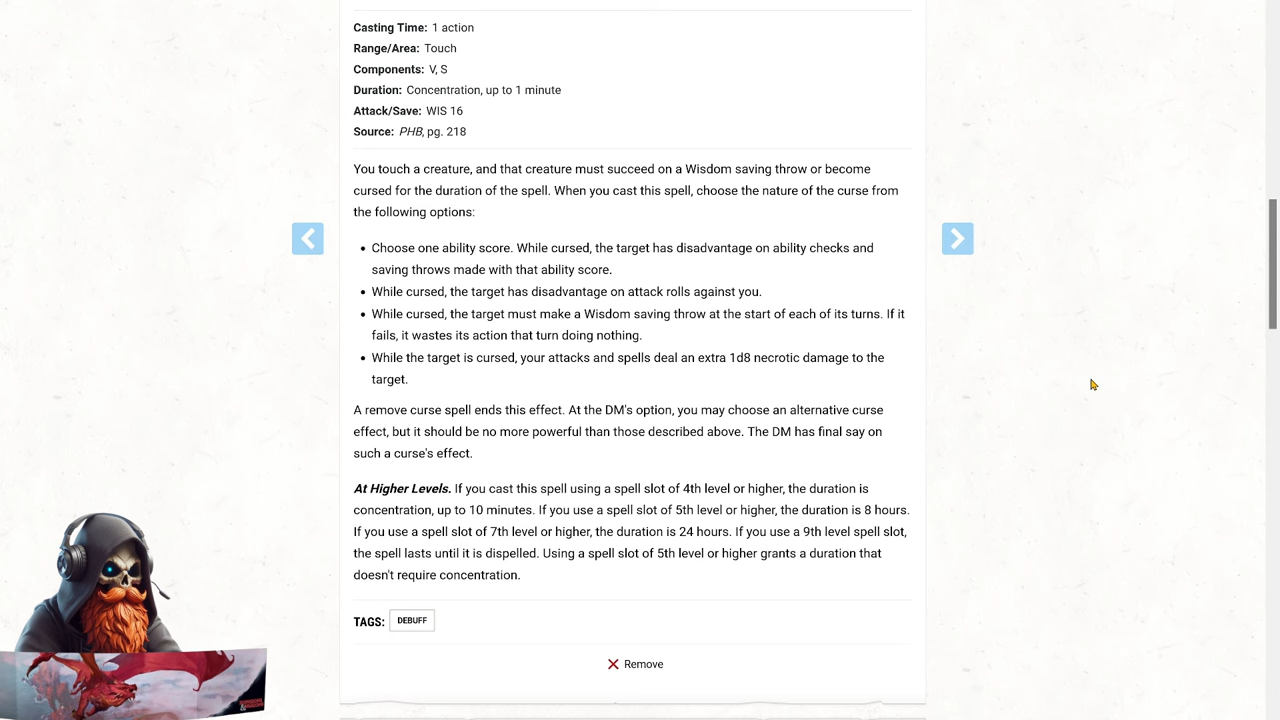 Casting Time: 1 action
Range/Area: Touch
Components: V, S
Duration: Concentration, up to 1 minute
Attack/Save: WIS 16
Source: PHB, pg. 218
You touch a creature, and that creature must succeed on a Wisdom saving throw or become
cursed for the duration of the spell. When you cast this spell, choose the nature of the curse from
the following options:
• Choose one ability score. While cursed, the target has disadvantage on ability checks and
saving throws made with that ability score.
• While cursed, the target has disadvantage on attack rolls against you.
• While cursed, the target must make a Wisdom saving throw at the start of each of its turns. If it
fails, it wastes its action that turn doing nothing.
• While the target is cursed, your attacks and spells deal an extra 1d8 necrotic damage to the
target.
A remove curse spell ends this effect. At the DM's option, you may choose an alternative curse
effect, but it should be no more powerful than those described above. The DM has final say on
such a curse's effect.
At Higher Levels. If you cast this spell using a spell slot of 4th level or higher, the duration is
concentration, up to 10 minutes. If you use a spell slot of 5th level or higher, the duration is 8 hours.
If you use a spell slot of 7th level or higher, the duration is 24 hours. If you use a 9th level spell slot,
the spell lasts until it is dispelled. Using a spell slot of 5th level or higher grants a duration that
doesn't require concentration.
TAGS: DEBUFF
Remove